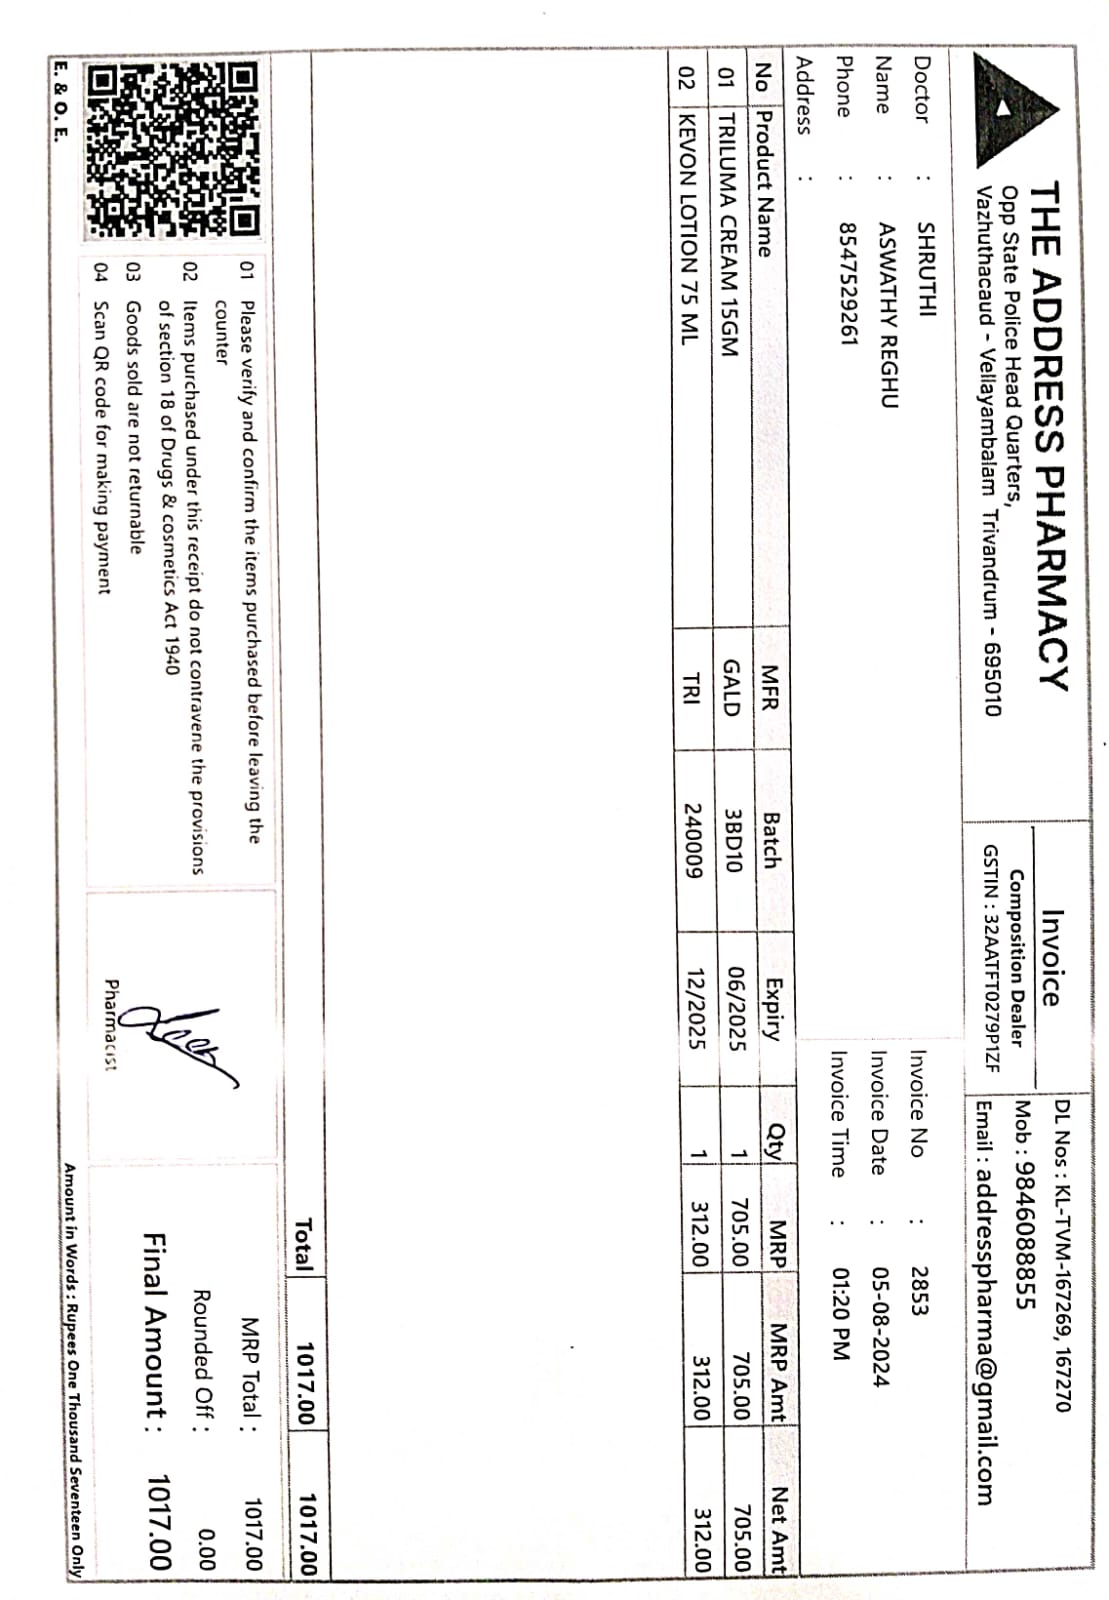 THE ADDRESS PHARMACY
Opp State Police Head Quarters,
Vazhuthacaud - Vellayambalam Trivandrum - 695010
Invoice
Composition Dealer
GSTIN : 32AATFT0279P1ZF
DL Nos : KL-TVM-167269, 167270
Mob : 9846088855
Email : addresspharma@gmail.com
Doctor : SHRUTHI
Name : ASWATHY REGHU
Phone : 8547529261
Address :
Invoice No : 2853
Invoice Date : 05-08-2024
Invoice Time : 01:20 PM
No Product Name MFR Batch Expiry Qty MRP MRP Amt Net Amt
01 TRILUMA CREAM 15GM GALD 3BD10 06/2025 1 705.00 705.00 705.00
02 KEVON LOTION 75 ML TRI 240009 12/2025 1 312.00 312.00 312.00
Total 1017.00 1017.00
01 Please verify and confirm the items purchased before leaving the
counter
02 Items purchased under this receipt do not contravene the provisions
of section 18 of Drugs & cosmetics Act 1940
03 Goods sold are not returnable
04 Scan QR code for making payment
E. & O. E.
Pharmacist
MRP Total : 1017.00
Rounded Off : 0.00
Final Amount : 1017.00
Amount in Words : Rupees One Thousand Seventeen Only